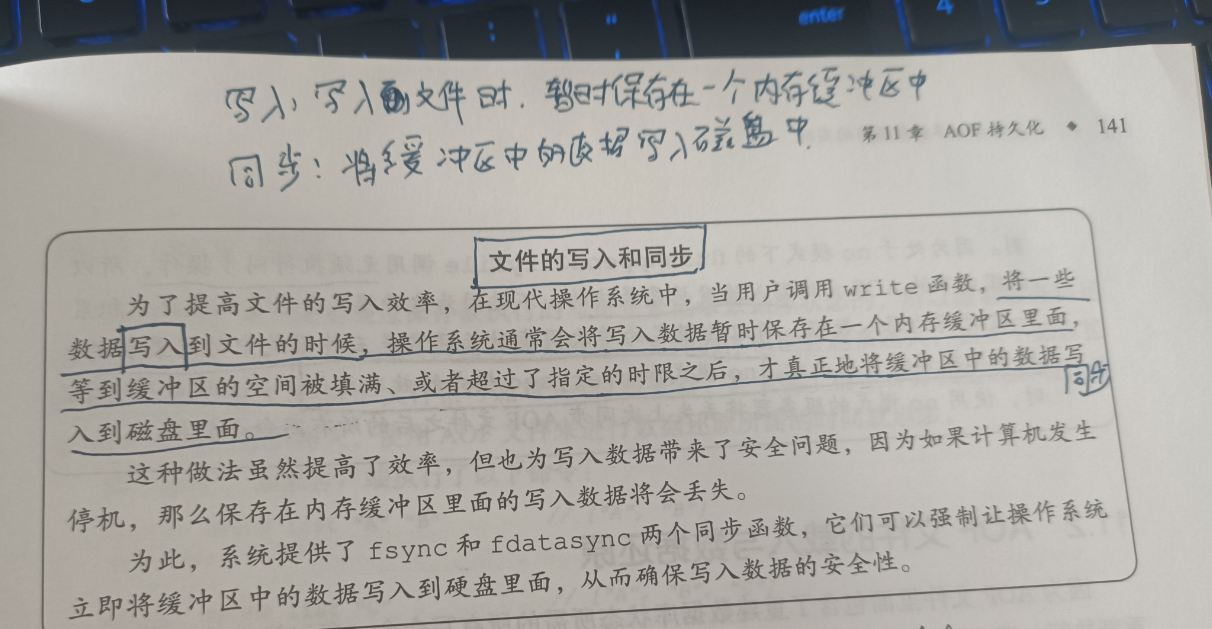 enter
4
写入：写入到文件时．暂时保存在一个内存缓冲区中
同步：将缓冲区中的数据写入磁盘中．
第 11 章 AOF 持久化 ◆ 141
文件的写入和同步
为了提高文件的写入效率，在现代操作系统中，当用户调用 write 函数，将一些
数据写入到文件的时候，操作系统通常会将写入数据暂时保存在一个内存缓冲区里面，
等到缓冲区的空间被填满、或者超过了指定的时限之后，才真正地将缓冲区中的数据写
同步
入到磁盘里面。
这种做法虽然提高了效率，但也为写入数据带来了安全问题，因为如果计算机发生
停机，那么保存在内存缓冲区里面的写入数据将会丢失。
为此，系统提供了 fsync 和 fdatasync 两个同步函数，它们可以强制让操作系统
立即将缓冲区中的数据写入到硬盘里面，从而确保写入数据的安全性。